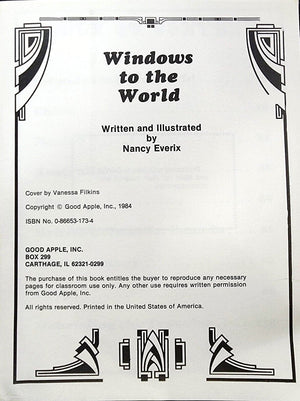 Windows
to the
World
Written and Illustrated
by
Nancy Everix
Cover by Vanessa Filkins
Copyright © Good Apple, Inc., 1984
ISBN No. 0-86653-173-4
GOOD APPLE, INC.
BOX 299
CARTHAGE, IL 62321-0299
The purchase of this book entitles the buyer to reproduce any necessary
pages for classroom use only. Any other use requires written permission
from Good Apple, Inc.
All rights reserved. Printed in the United States of America.